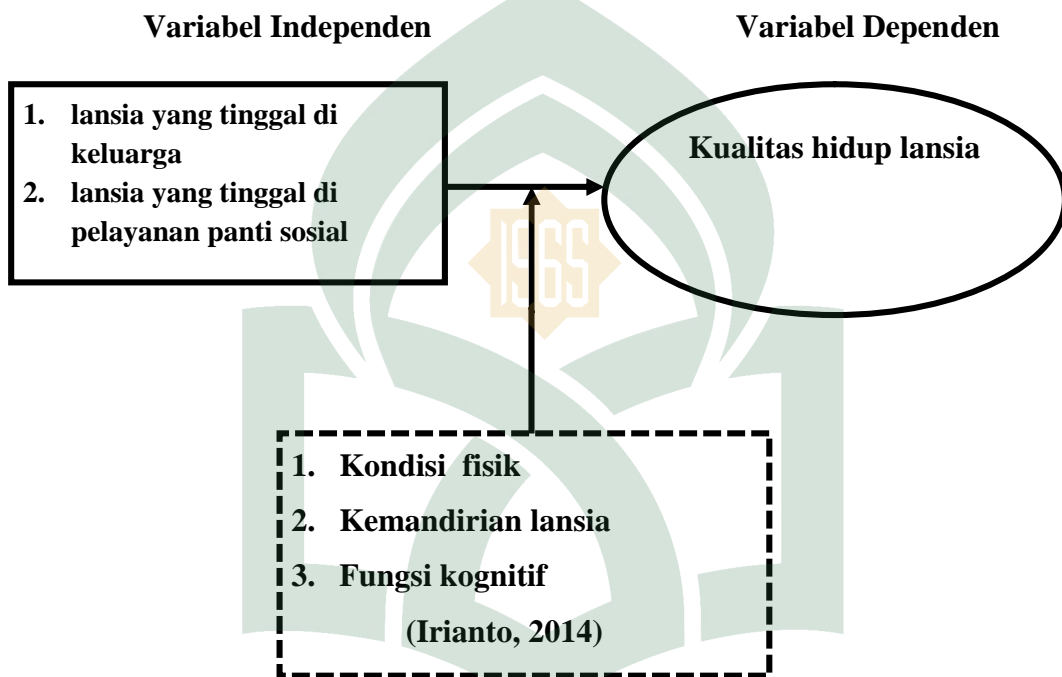 Variabel Independen
Variabel Dependen
1. lansia yang tinggal di
keluarga
2. lansia yang tinggal di
pelayanan panti sosial
Kualitas hidup lansia
1965
1. Kondisi fisik
2. Kemandirian lansia
3. Fungsi kognitif
(Irianto, 2014)